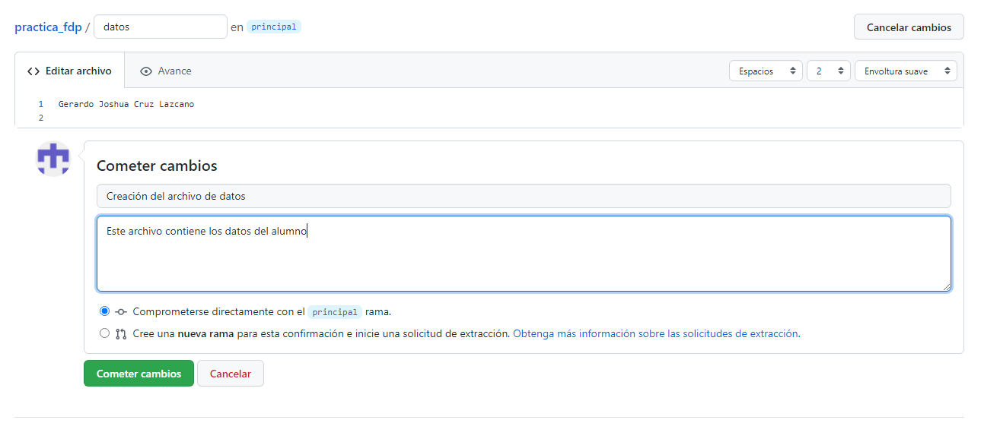 practica_fdp / datos en principal Cancelar cambios
Editar archivo Avance Espacios 2 Envoltura suave
1 Gerardo Joshua Cruz Lazcano
2
Cometer cambios
Creación del archivo de datos
Este archivo contiene los datos del alumno
Comprometerse directamente con el principal rama.
Cree una nueva rama para esta confirmación e inicie una solicitud de extracción. Obtenga más información sobre las solicitudes de extracción.
Cometer cambios Cancelar